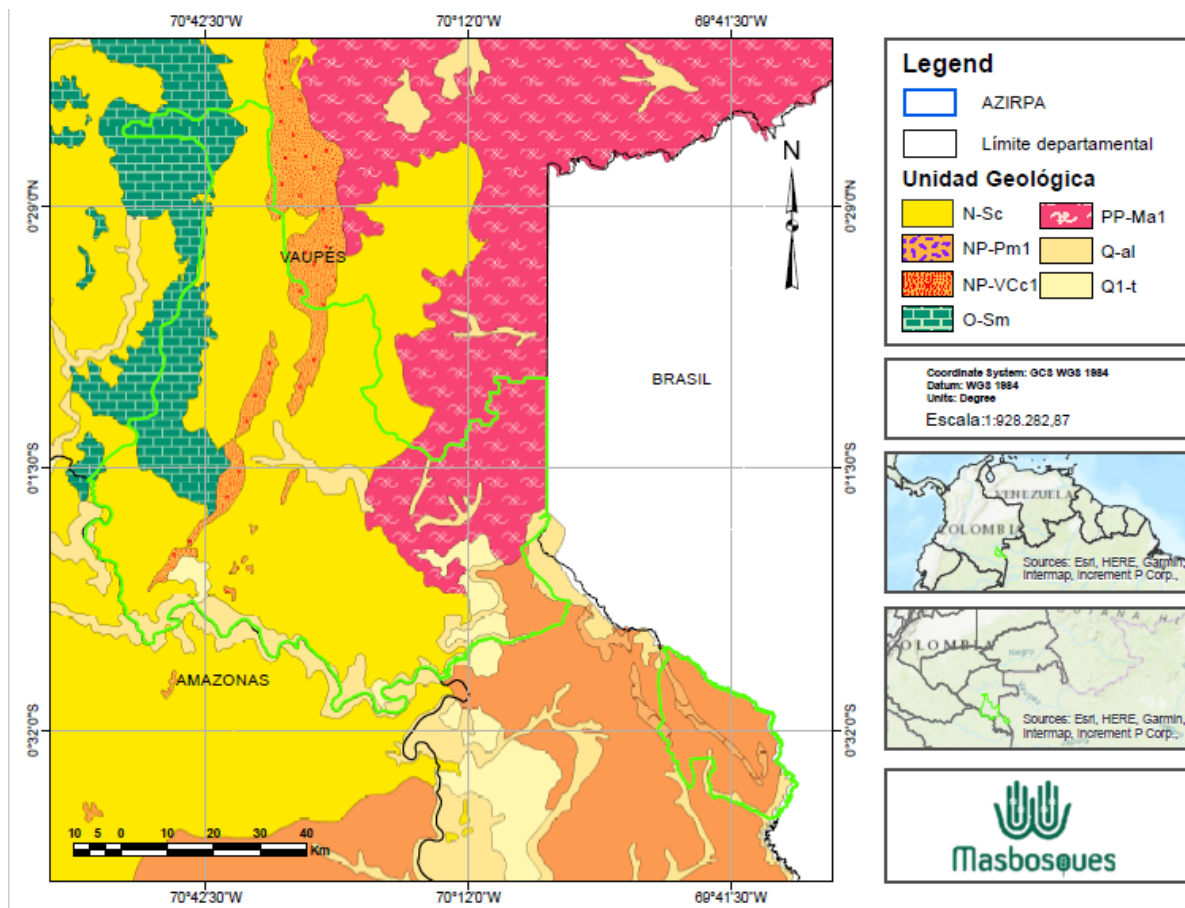 70°42'30"W
70°12'0"W
69°41'30"W
0°29'0"N
0°1'30"S
0°32'0"S
0°29'0"N
0°1'30"S
0°32'0"S
VAUPÉS
BRASIL
AMAZONAS
N
10 5 0 10 20 30 40
Km
70°42'30"W
70°12'0"W
69°41'30"W
Legend
AZIRPA
Límite departamental
Unidad Geológica
N-Sc
PP-Ma1
NP-Pm1
Q-al
NP-VCc1
Q1-t
O-Sm
Coordinate System: GCS WGS 1984
Datum: WGS 1984
Units: Degree
Escala:1:928.282,87
VENEZUELA
COLOMBIA
Sources: Esri, HERE, Garmin,
Intermap, Increment P Corp.,
GUIANA HI
COLOMBIA
Negro
Sources: Esri, HERE, Garmin,
Intermap, Increment P Corp.,
Masbosques